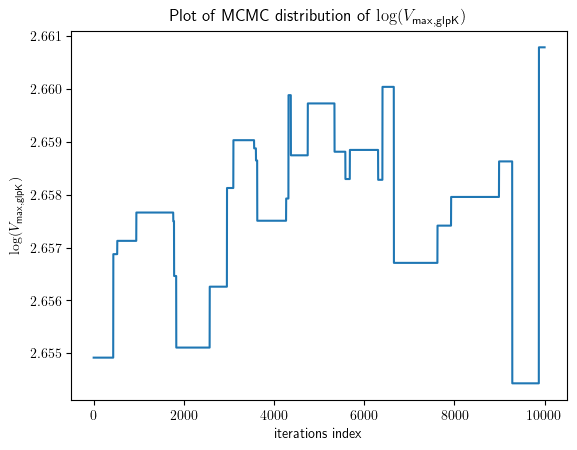 Plot of MCMC distribution of log(V_max,glpK)
2.661
2.660
2.659
2.658
2.657
2.656
2.655
log(V_max,glpK)
0 2000 4000 6000 8000 10000
iterations index